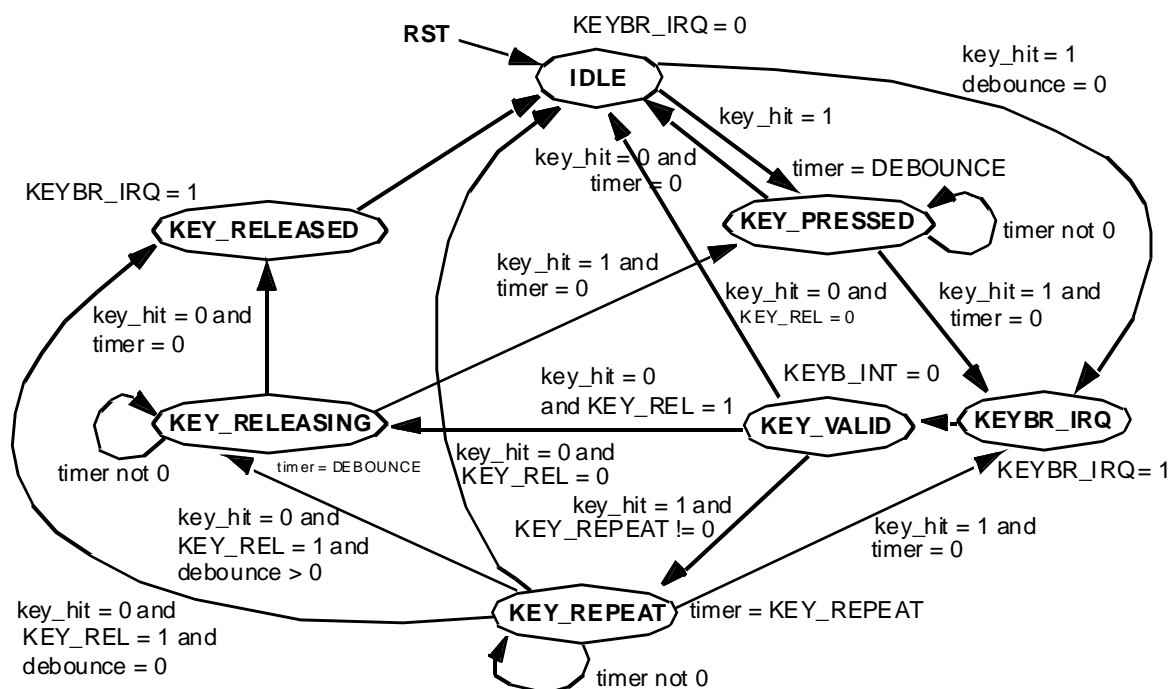 KEYBR_IRQ = 0
RST
IDLE
key_hit = 1
debounce = 0
key_hit = 1
key_hit = 0 and
timer = 0
timer = DEBOUNCE
KEYBR_IRQ = 1
KEY_RELEASED
KEY_PRESSED
timer not 0
key_hit = 1 and
timer = 0
key_hit = 0 and
KEY_REL = 0
key_hit = 1 and
timer = 0
key_hit = 0 and
timer = 0
key_hit = 0
and KEY_REL = 1
KEYB_INT = 0
KEY_RELEASING
KEY_VALID
KEYBR_IRQ
timer not 0
timer = DEBOUNCE
key_hit = 0 and
KEY_REL = 0
KEYBR_IRQ= 1
key_hit = 0 and
KEY_REL = 1 and
debounce > 0
key_hit = 1 and
KEY_REPEAT != 0
key_hit = 1 and
timer = 0
key_hit = 0 and
KEY_REL = 1 and
debounce = 0
KEY_REPEAT
timer = KEY_REPEAT
timer not 0